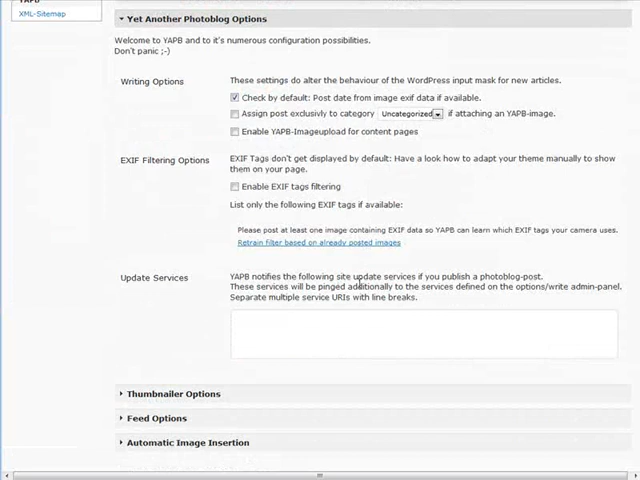 XML-Sitemap
Yet Another Photoblog Options
Welcome to YAPB and to it's numerous configuration possibilities.
Don't panic ;-)
Writing Options
These settings do alter the behaviour of the WordPress input mask for new articles.
Check by default: Post date from image exif data if available.
Assign post exclusivly to category Uncategorized if attaching an YAPB-image.
Enable YAPB-Imageupload for content pages
EXIF Filtering Options
EXIF Tags don't get displayed by default: Have a look how to adapt your theme manually to show
them on your page.
Enable EXIF tags filtering
List only the following EXIF tags if available:
Please post at least one image containing EXIF data so YAPB can learn which EXIF tags your camera uses.
Retrain filter based on already posted images
Update Services
YAPB notifies the following site update services if you publish a photoblog-post.
These services will be pinged additionally to the services defined on the options/write admin-panel.
Separate multiple service URIs with line breaks.
Thumbnailer Options
Feed Options
Automatic Image Insertion